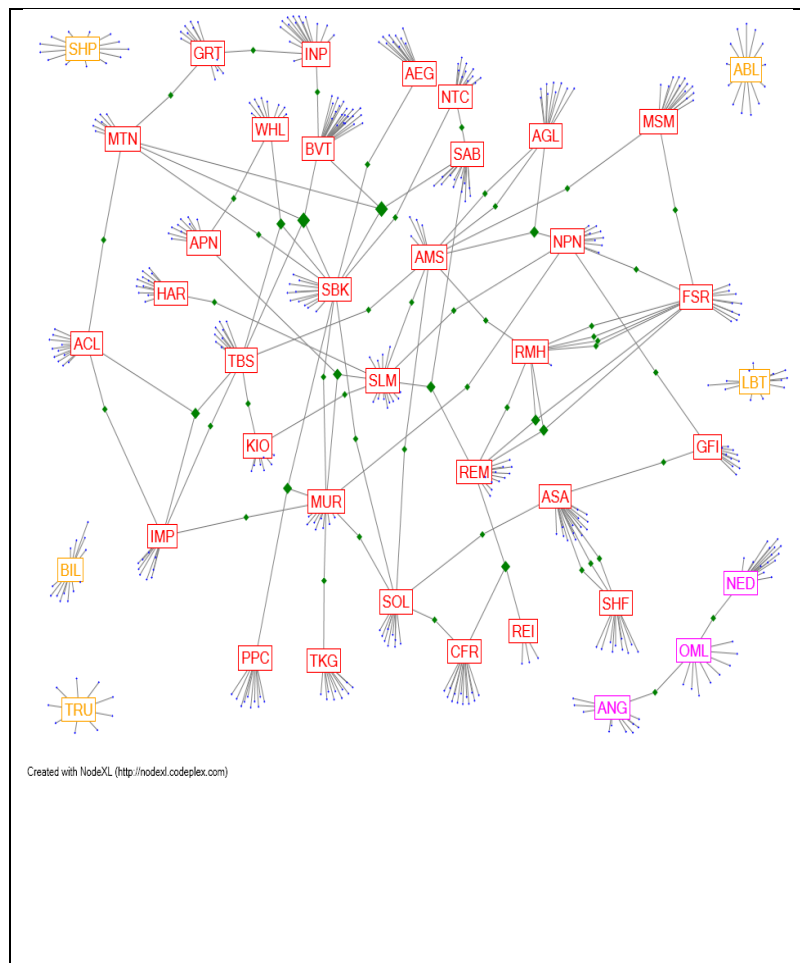 SHP
GRT
INP
AEG
ABL
NTC
MTN
WHL
BVT
SAB
AGL
MSM
APN
AMS
NPN
HAR
SBK
FSR
ACL
TBS
SLM
RMH
LBT
KIO
REM
GFI
IMP
MUR
ASA
BIL
NED
SOL
SHF
REI
PPC
TKG
CFR
OML
TRU
ANG
Created with NodeXL (http://nodexl.codeplex.com)